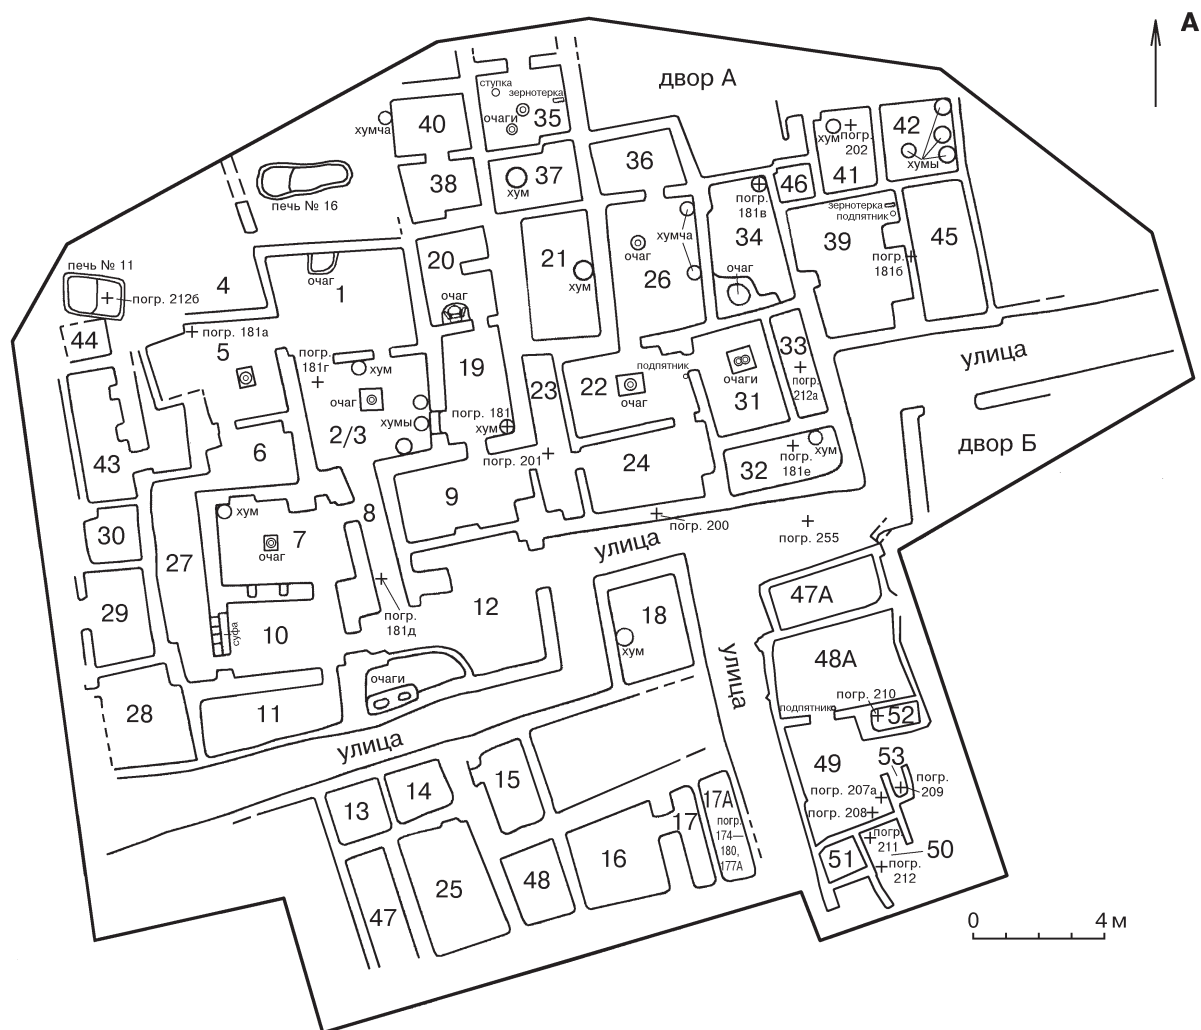 А
двор А
ступка
зернотерка
35
очаги
хумча
40
38
37
хум
36
хум
погр.
202
41
42
хумы
46
погр.
181в
34
очаг
зернотерка
подпятник
39
погр.
181б
45
печь № 16
печь № 11
погр. 212б
4
очаг
1
20
очаг
21
хум
очаг
хумча
26
44
погр. 181а
5
погр.
181г
хум
очаг
хумы
2/3
19
погр. 181
хум
23
22
очаг
подпятник
очаги
31
33
погр.
212а
улица
двор Б
43
6
9
погр. 201
24
32
погр.
181е
хум
30
27
хум
7
очаг
8
улица
погр. 200
погр. 255
29
10
суфа
погр.
181д
12
18
хум
улица
47А
48А
28
11
очаги
улица
погр. 210
подпятник
52
49
53
погр.
209
погр. 207а
погр. 208
погр.
211
50
погр.
212
51
13
14
15
17
17А
погр.
174—
180,
177А
16
25
48
47
0
4 м